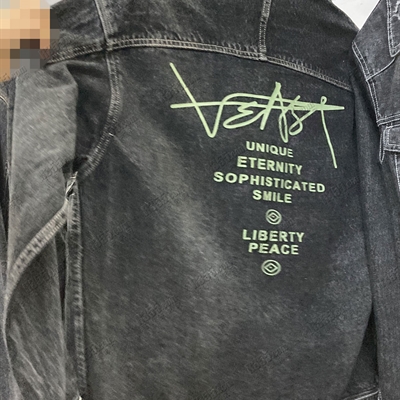 UNIQUE
ETERNITY
SOPHISTICATED
SMILE
LIBERTY
PEACE